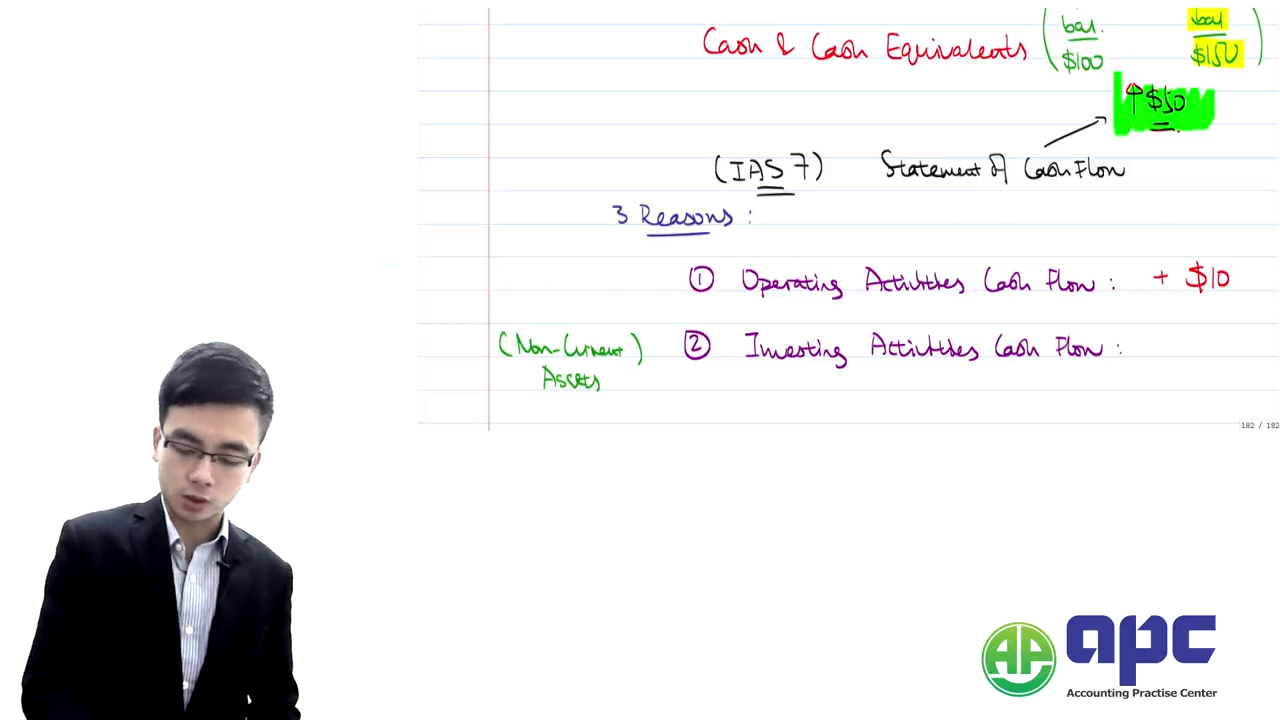 bal. bal
Cash & Cash Equivalents
$100 $150
↑ $50
(IAS 7) Statement of Cash Flow
3 Reasons :
① Operating Activities Cash Flow : + $10
(Non-Current Assets) ② Investing Activities Cash Flow :
182 / 182
AP apc
Accounting Practise Center